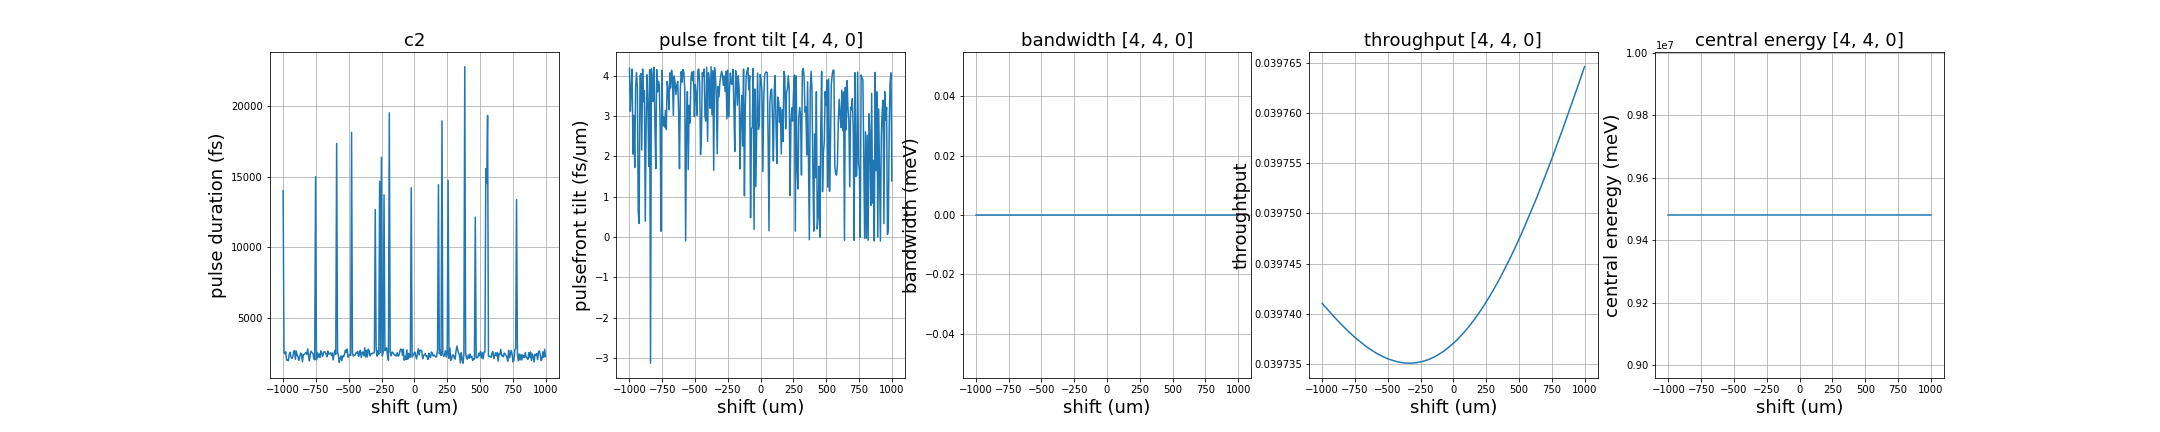 c2
pulse duration (fs)
20000
15000
10000
5000
−1000 −750 −500 −250 0 250 500 750 1000
shift (um)
pulse front tilt [4, 4, 0]
pulsefront tilt (fs/um)
4
3
2
1
0
−1
−2
−3
−1000 −750 −500 −250 0 250 500 750 1000
shift (um)
bandwidth [4, 4, 0]
bandwidth (meV)
0.04
0.02
0.00
−0.02
−0.04
−1000 −750 −500 −250 0 250 500 750 1000
shift (um)
throughput [4, 4, 0]
throughtput
0.039765
0.039760
0.039755
0.039750
0.039745
0.039740
0.039735
−1000 −750 −500 −250 0 250 500 750 1000
shift (um)
central energy [4, 4, 0]
1e7
central eneregy (meV)
1.00
0.98
0.96
0.94
0.92
0.90
−1000 −750 −500 −250 0 250 500 750 1000
shift (um)